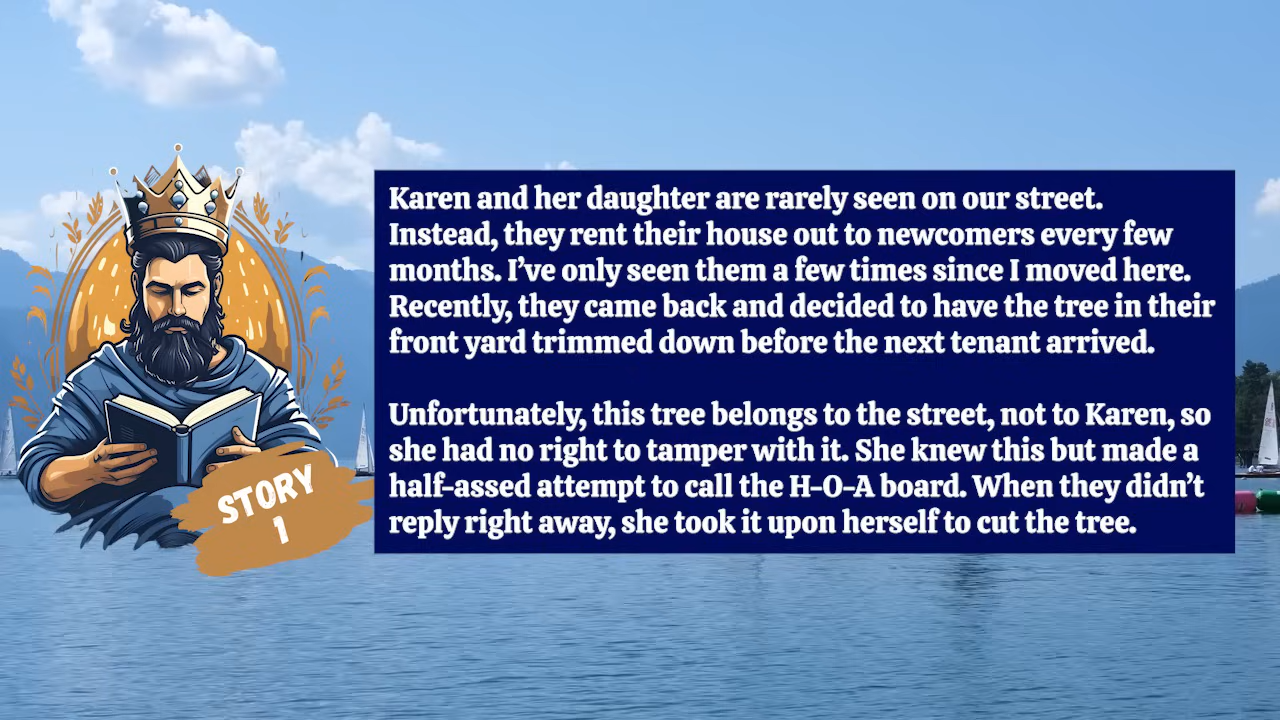 Karen and her daughter are rarely seen on our street.
Instead, they rent their house out to newcomers every few
months. I’ve only seen them a few times since I moved here.
Recently, they came back and decided to have the tree in their
front yard trimmed down before the next tenant arrived.
Unfortunately, this tree belongs to the street, not to Karen, so
she had no right to tamper with it. She knew this but made a
half-assed attempt to call the H-O-A board. When they didn’t
reply right away, she took it upon herself to cut the tree.
STORY
1